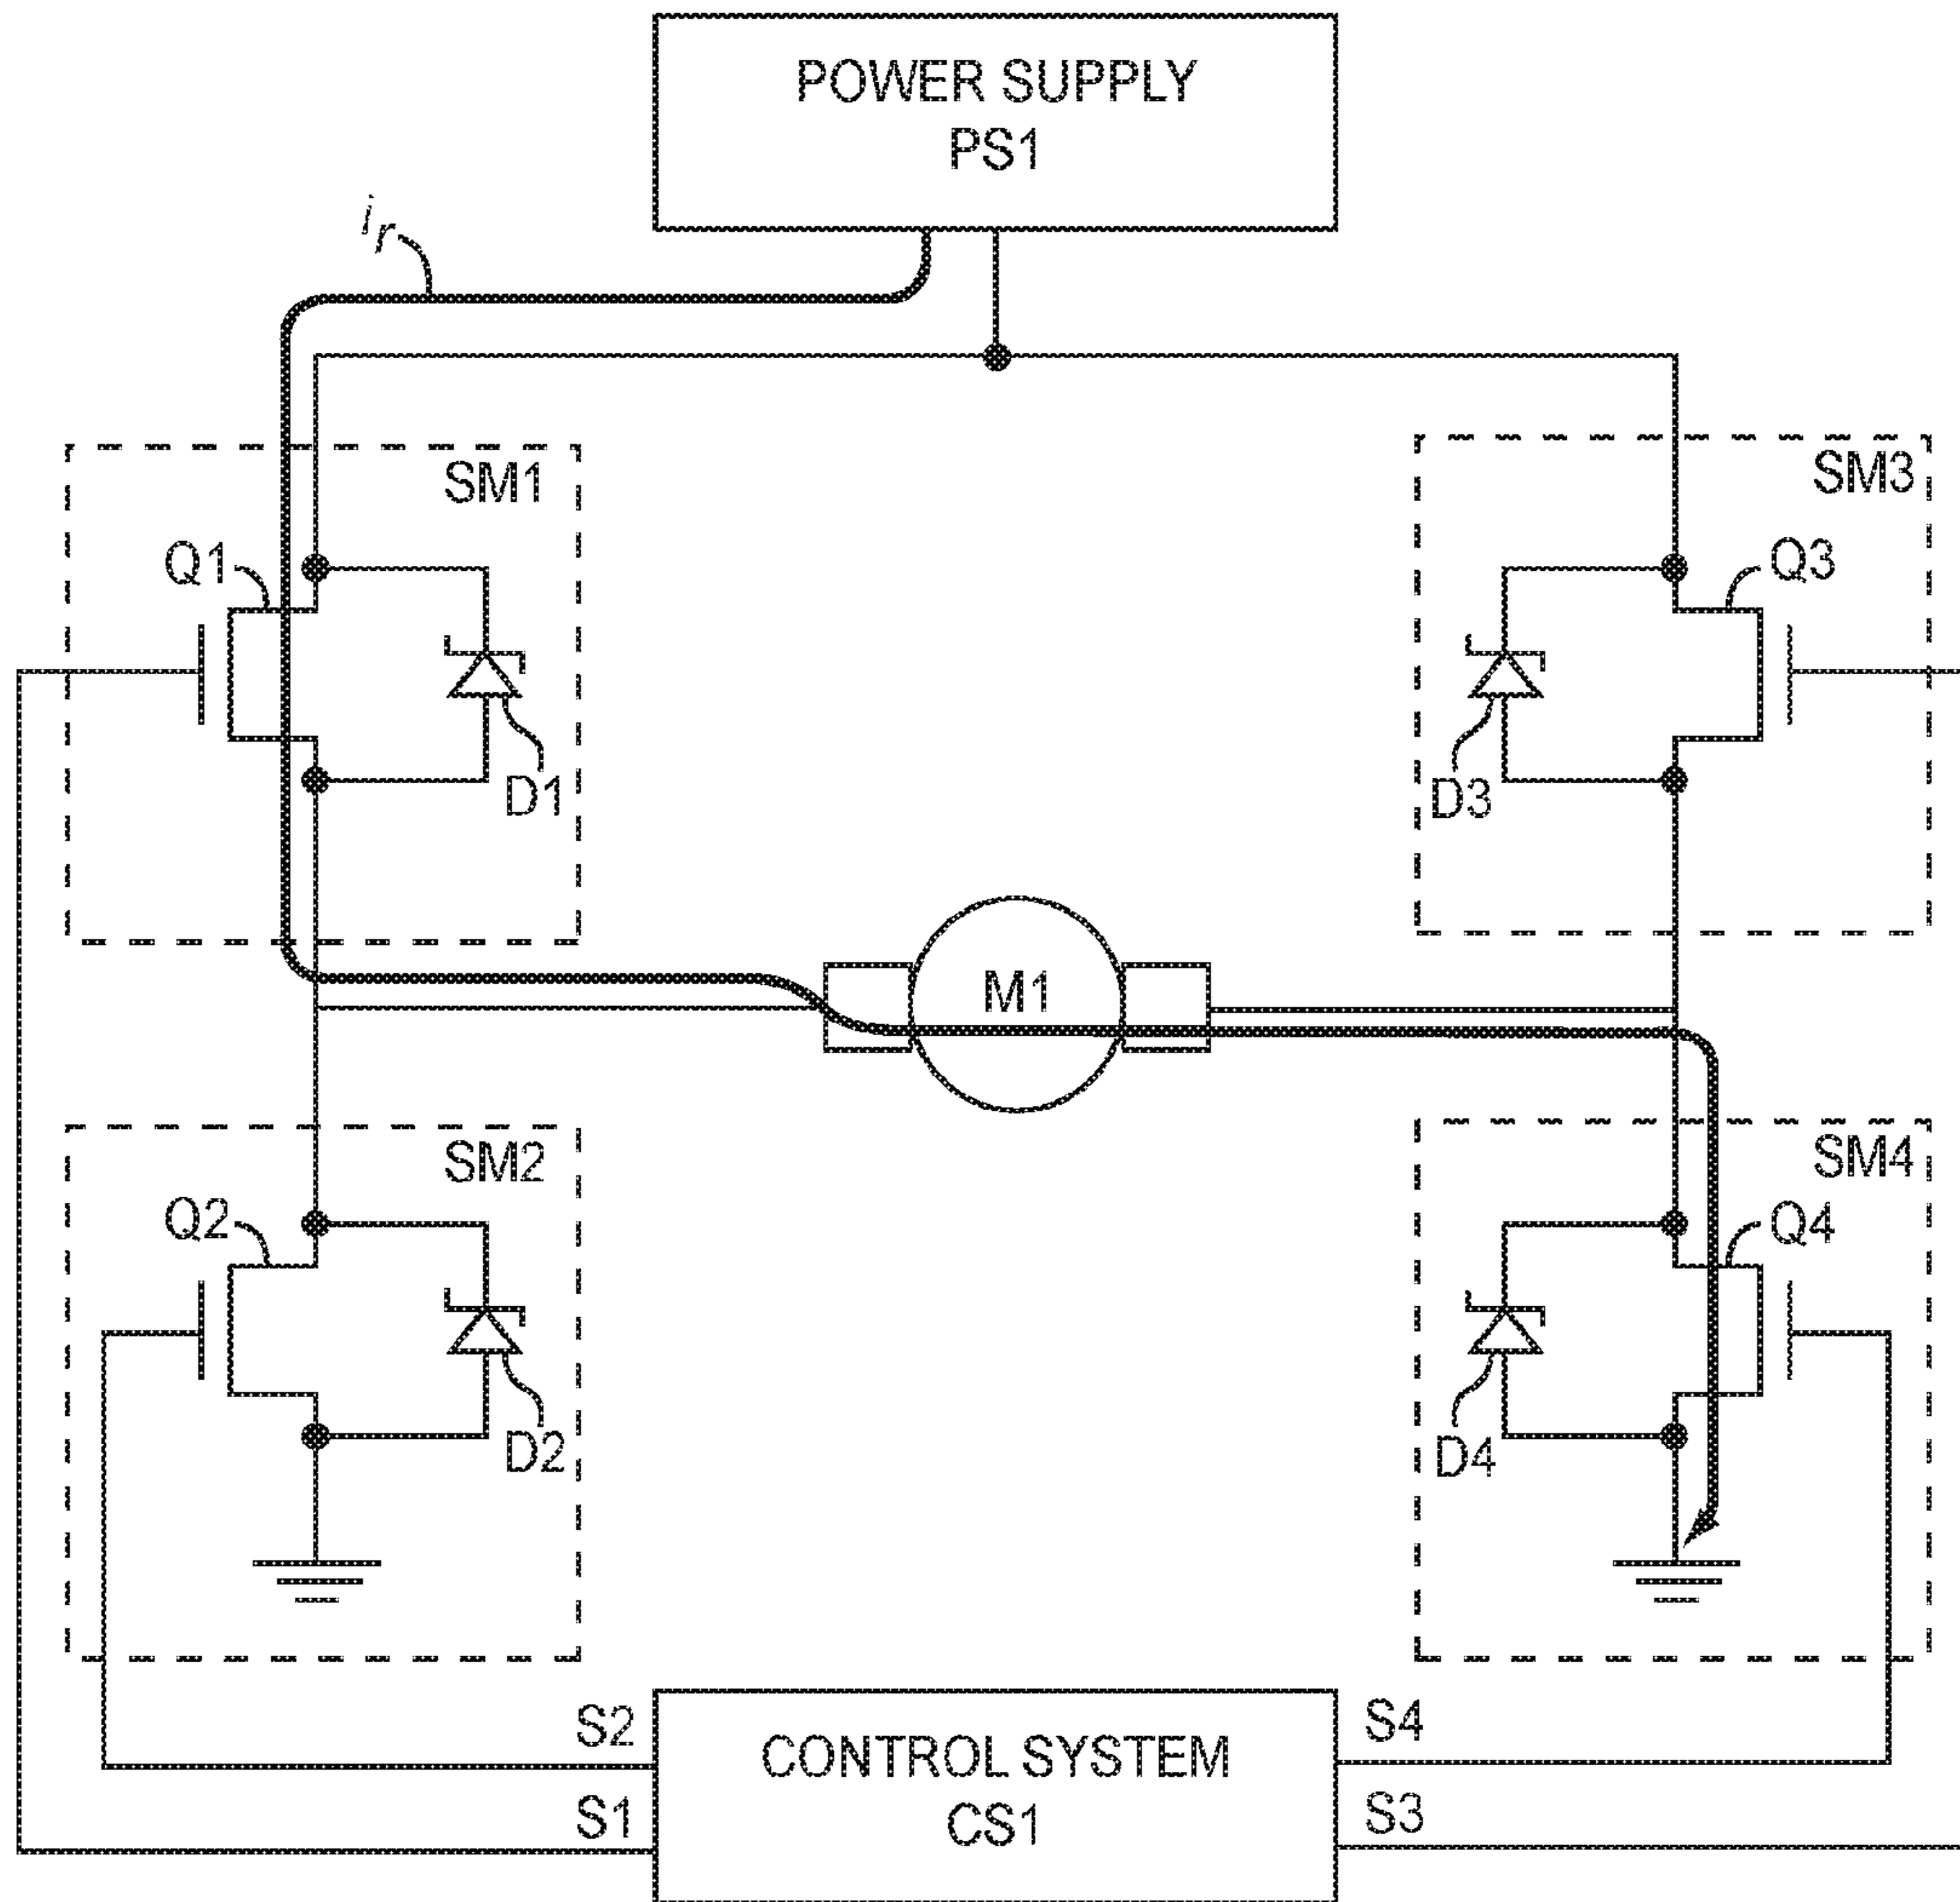 POWER SUPPLY
PS1
ir
SM1
SM3
Q1
Q3
D1
D3
M1
SM2
SM4
Q2
Q4
D2
D4
S2
S4
CONTROL SYSTEM
CS1
S1
S3